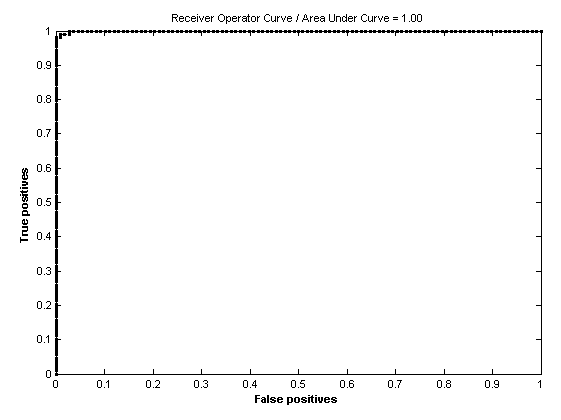 Receiver Operator Curve / Area Under Curve = 1.00
1
0.9
0.8
0.7
0.6
0.5
0.4
0.3
0.2
0.1
0
True positives
0 0.1 0.2 0.3 0.4 0.5 0.6 0.7 0.8 0.9 1
False positives